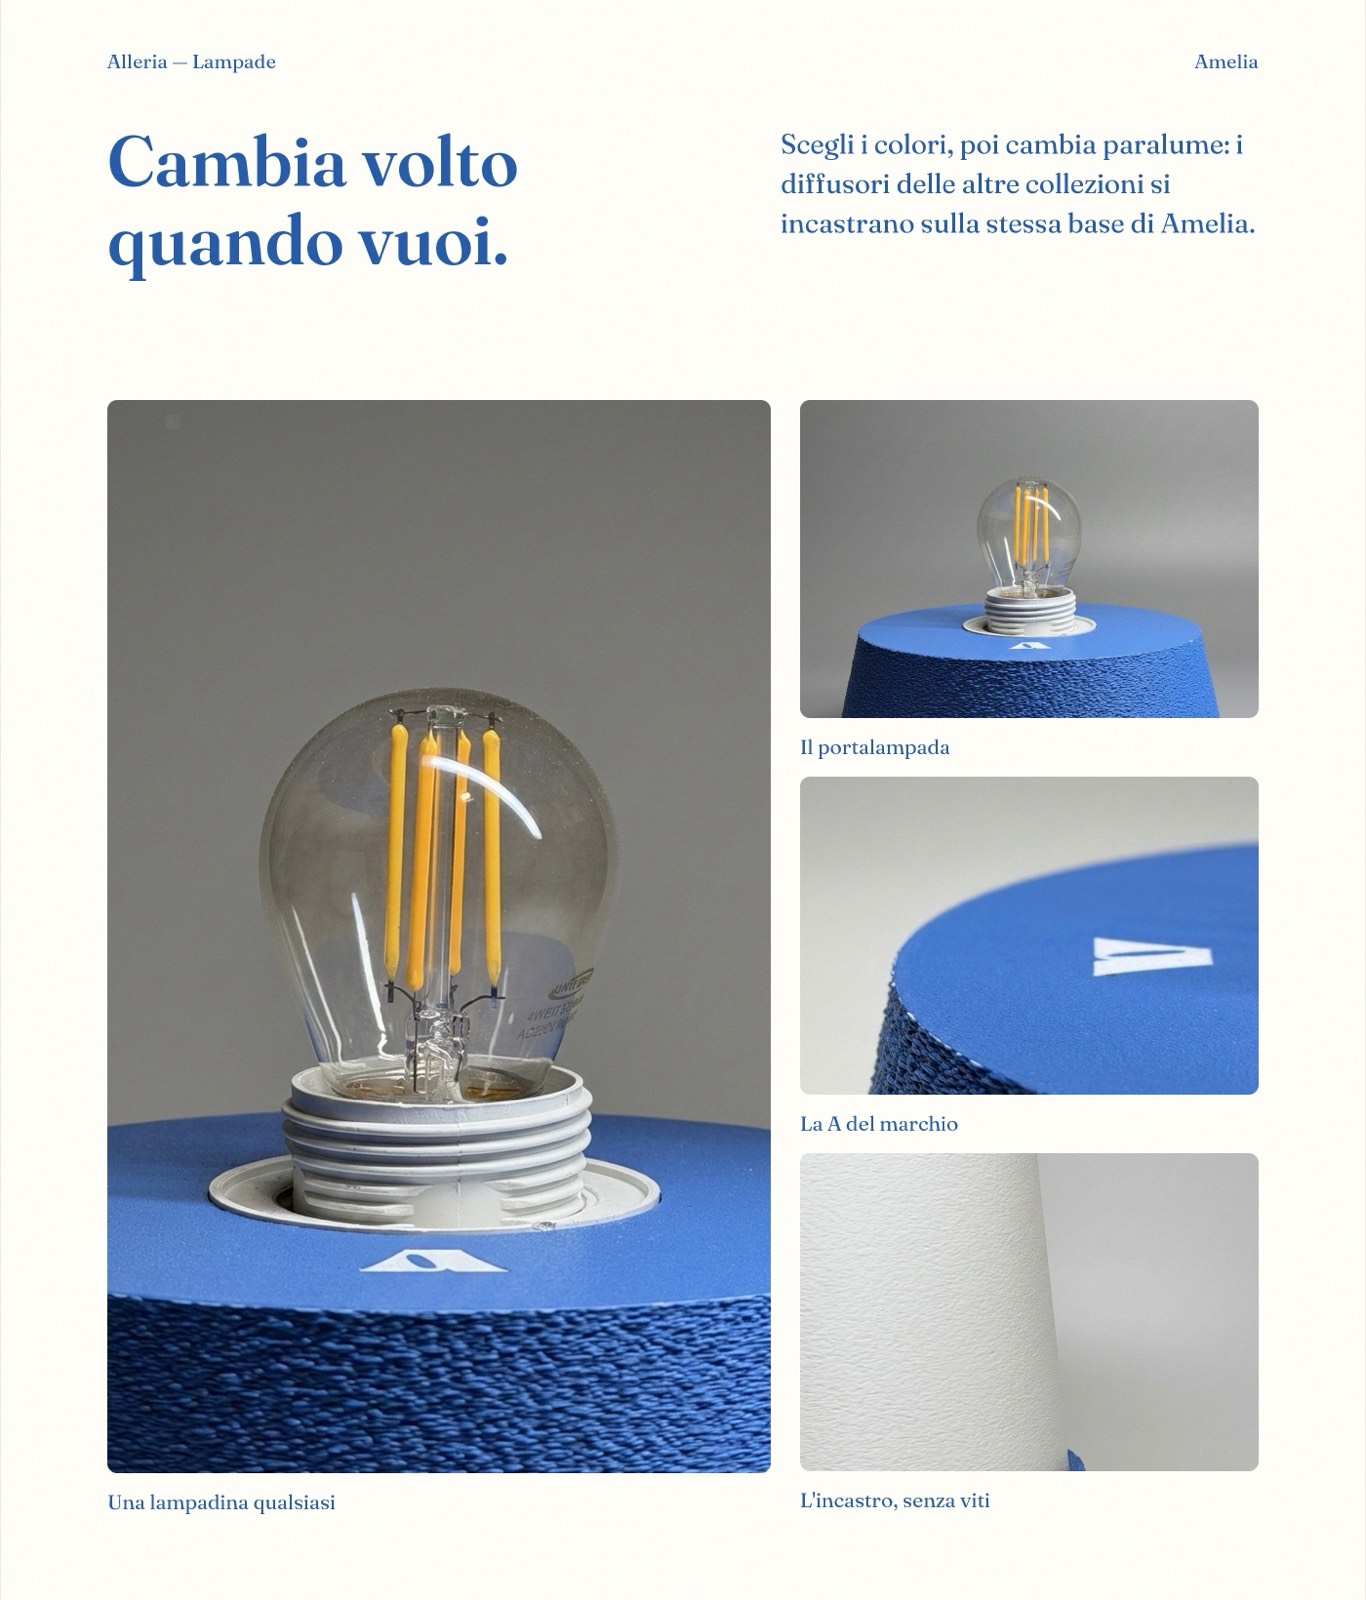 Alleria — Lampade
Amelia
Cambia volto
quando vuoi.
Scegli i colori, poi cambia paralume: i
diffusori delle altre collezioni si
incastrano sulla stessa base di Amelia.
A
Una lampadina qualsiasi
A
Il portalampada
A
La A del marchio
L'incastro, senza viti